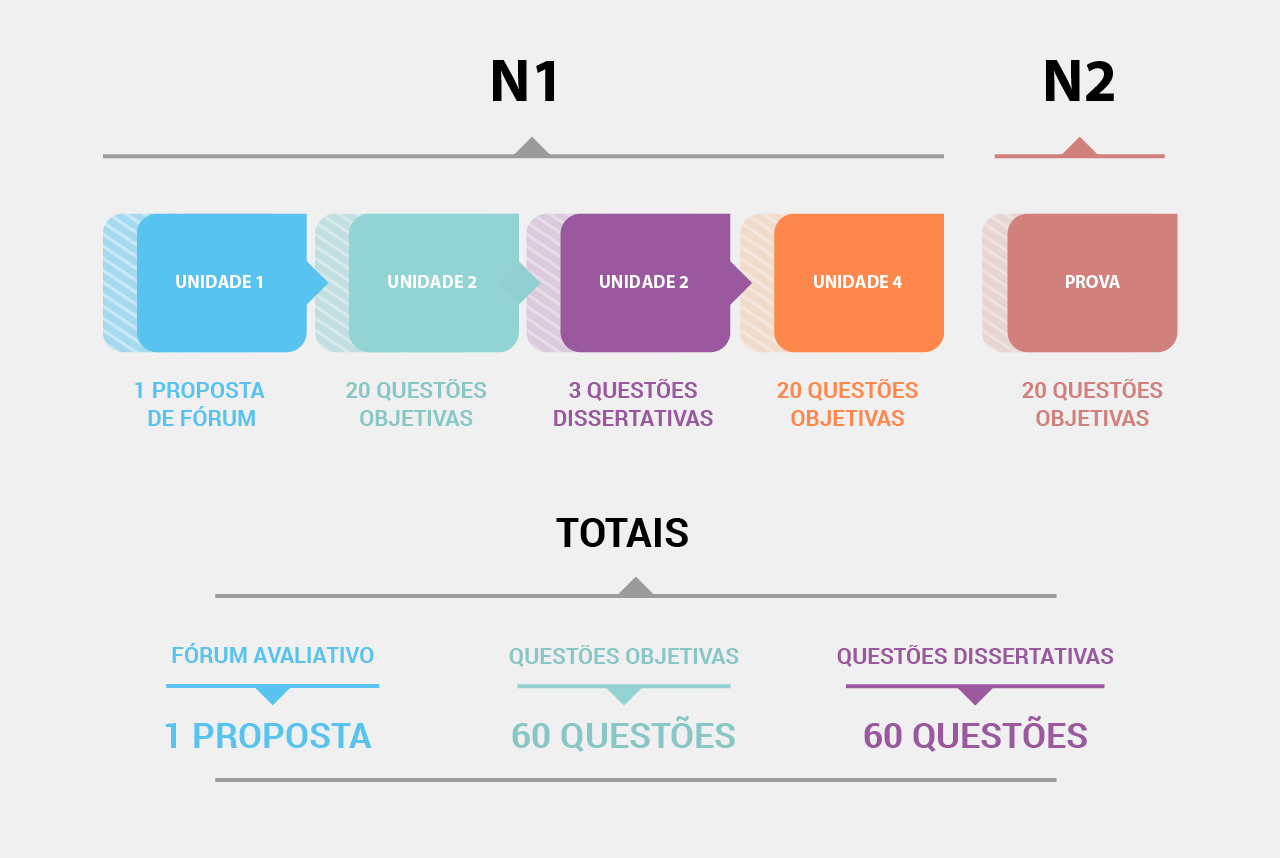 N1
N2
UNIDADE 1
UNIDADE 2
UNIDADE 2
UNIDADE 4
PROVA
1 PROPOSTA
DE FÓRUM
20 QUESTÕES
OBJETIVAS
3 QUESTÕES
DISSERTATIVAS
20 QUESTÕES
OBJETIVAS
20 QUESTÕES
OBJETIVAS
TOTAIS
FÓRUM AVALIATIVO
1 PROPOSTA
QUESTÕES OBJETIVAS
60 QUESTÕES
QUESTÕES DISSERTATIVAS
60 QUESTÕES